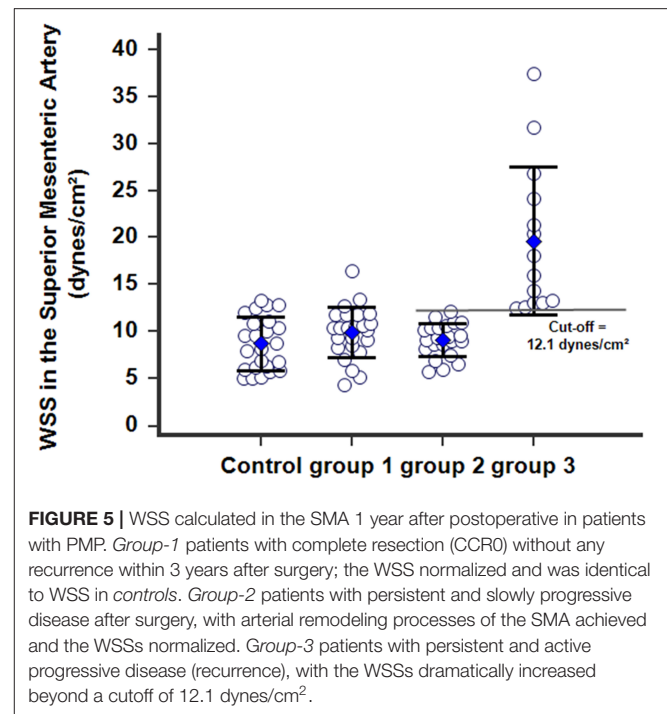 WSS in the Superior Mesenteric Artery
(dynes/cm²)
40
35
30
25
20
15
10
5
0
Cut-off =
12.1 dynes/cm²
Control group 1 group 2 group 3
FIGURE 5 | WSS calculated in the SMA 1 year after postoperative in patients
with PMP. Group-1 patients with complete resection (CCR0) without any
recurrence within 3 years after surgery; the WSS normalized and was identical
to WSS in controls. Group-2 patients with persistent and slowly progressive
disease after surgery, with arterial remodeling processes of the SMA achieved
and the WSSs normalized. Group-3 patients with persistent and active
progressive disease (recurrence), with the WSSs dramatically increased
beyond a cutoff of 12.1 dynes/cm².